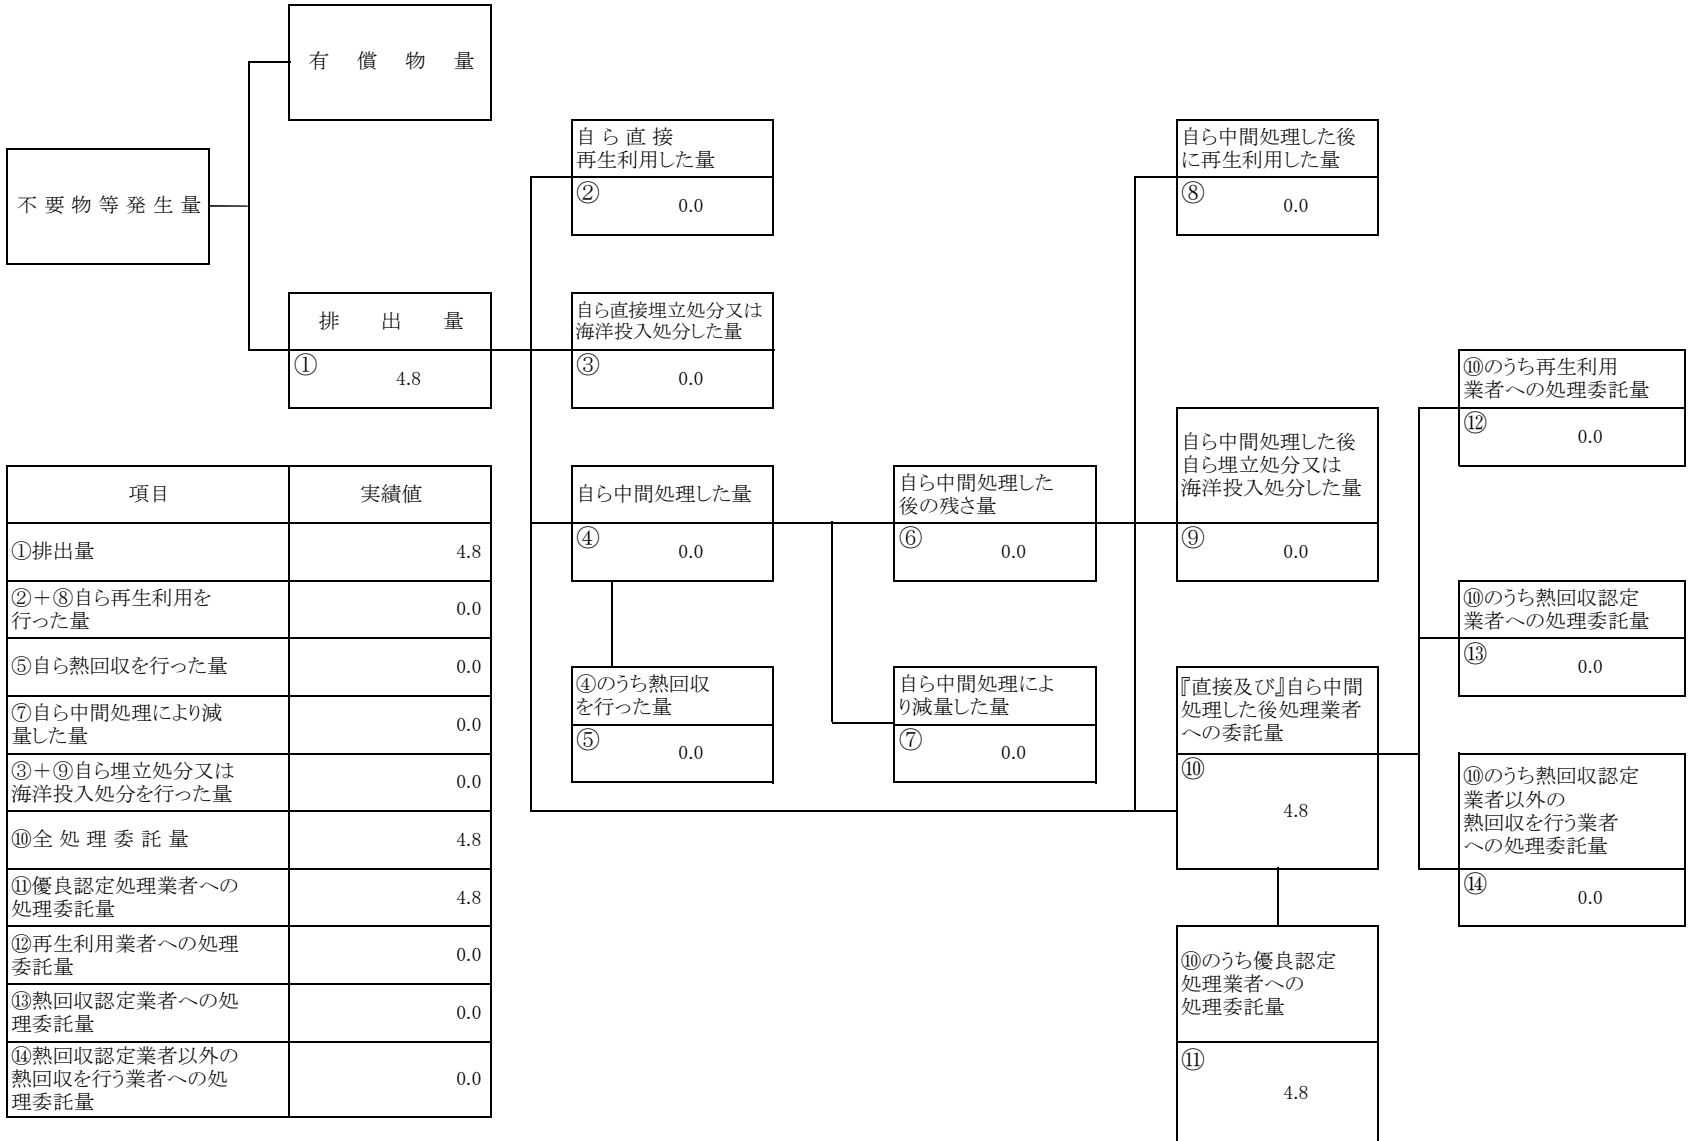 有償物量
不要物等発生量
排出量
① 4.8
自ら直接
再生利用した量
② 0.0
自ら直接埋立処分又は
海洋投入処分した量
③ 0.0
自ら中間処理した量
④ 0.0
④のうち熱回収
を行った量
⑤ 0.0
自ら中間処理した
後の残さ量
⑥ 0.0
自ら中間処理によ
り減量した量
⑦ 0.0
自ら中間処理した後
に再生利用した量
⑧ 0.0
自ら中間処理した後
自ら埋立処分又は
海洋投入処分した量
⑨ 0.0
『直接及び』自ら中間
処理した後処理業者
への委託量
⑩
4.8
⑩のうち優良認定
処理業者への
処理委託量
⑪
4.8
⑩のうち再生利用
業者への処理委託量
⑫ 0.0
⑩のうち熱回収認定
業者への処理委託量
⑬ 0.0
⑩のうち熱回収認定
業者以外の
熱回収を行う業者
への処理委託量
⑭ 0.0
項目 実績値
①排出量 4.8
②+⑧自ら再生利用を
行った量 0.0
⑤自ら熱回収を行った量 0.0
⑦自ら中間処理により減
量した量 0.0
③+⑨自ら埋立処分又は
海洋投入処分を行った量 0.0
⑩全処理委託量 4.8
⑪優良認定処理業者への
処理委託量 4.8
⑫再生利用業者への処理
委託量 0.0
⑬熱回収認定業者への処
理委託量 0.0
⑭熱回収認定業者以外の
熱回収を行う業者への処
理委託量 0.0